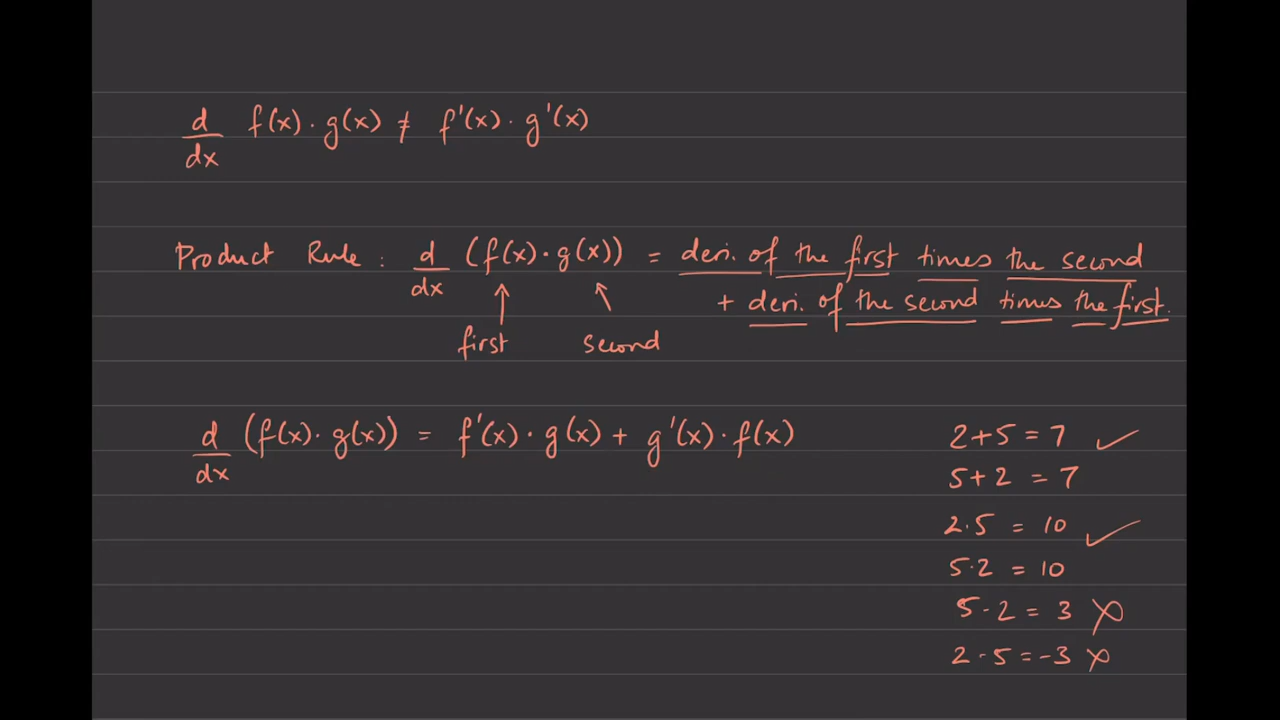 d/dx f(x) · g(x) ≠ f'(x) · g'(x)
Product Rule : d/dx (f(x) · g(x)) = deri. of the first times the second
+ deri. of the second times the first.
first second
d/dx (f(x) · g(x)) = f'(x) · g(x) + g'(x) · f(x)
2 + 5 = 7 ✓
5 + 2 = 7
2 · 5 = 10 ✓
5 · 2 = 10
5 - 2 = 3 ✗
2 - 5 = -3 ✗